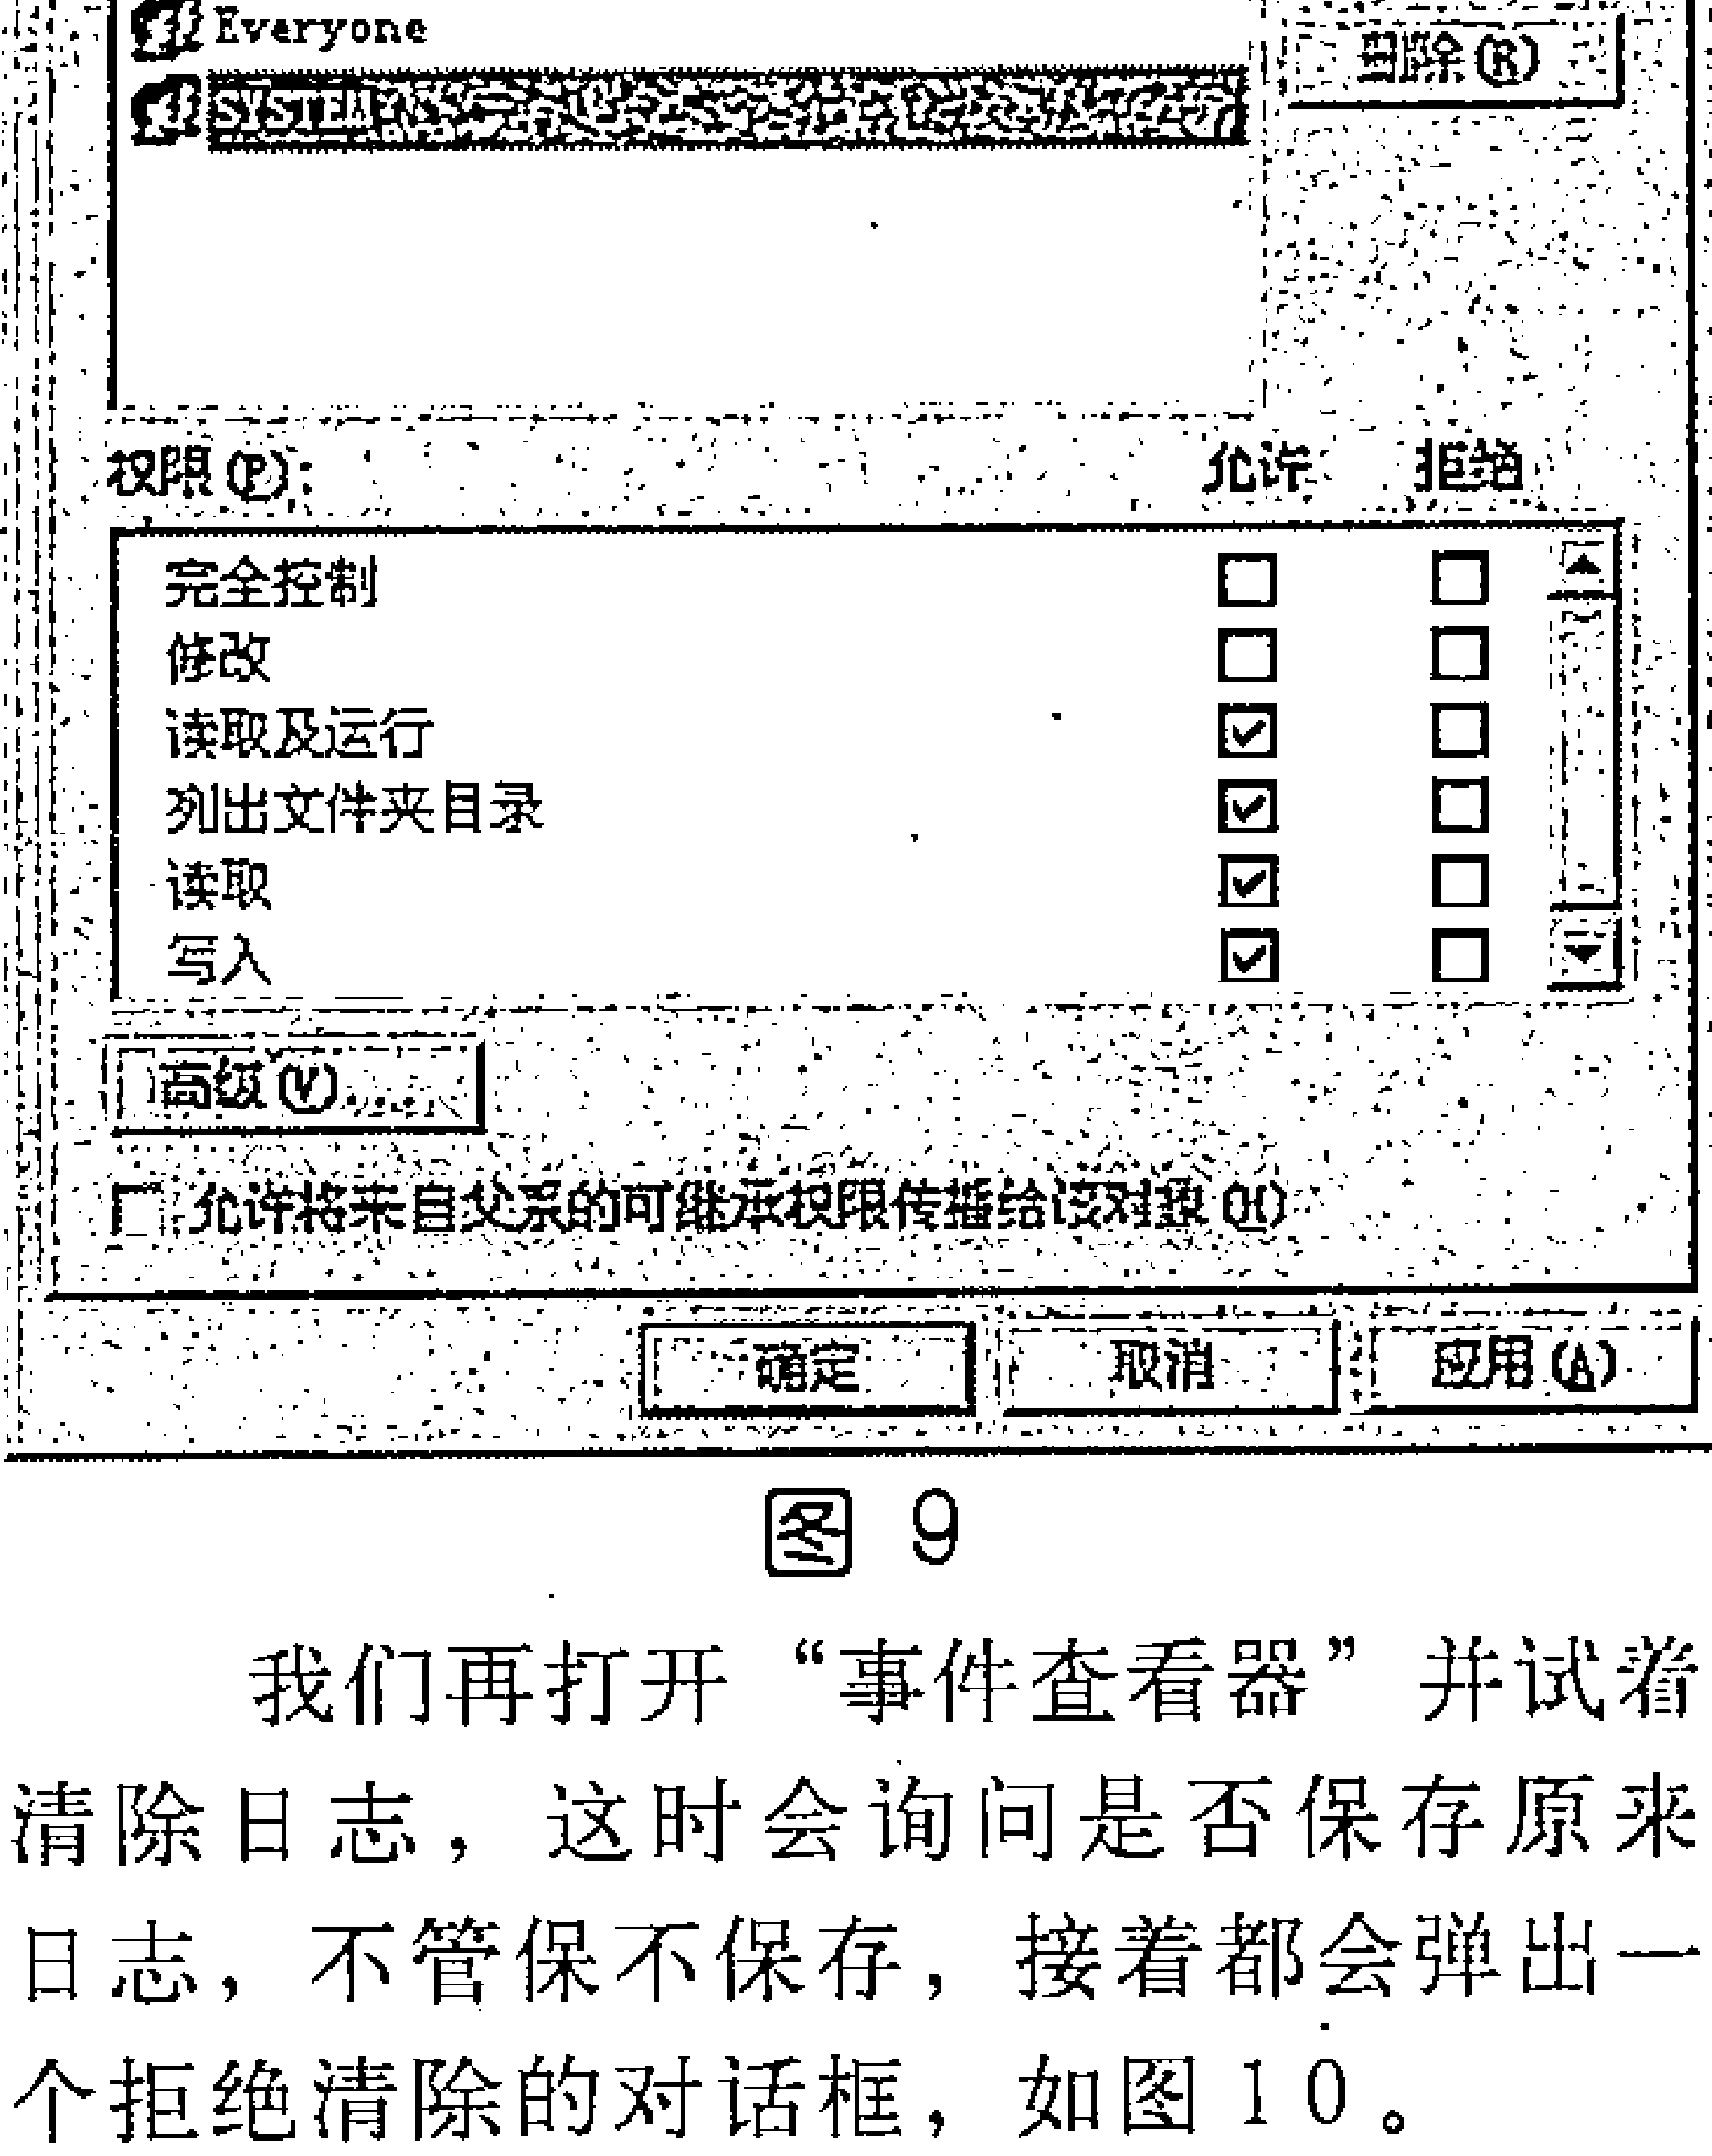 Everyone
删除(R)
SYSTEM
权限(P): 允许 拒绝
完全控制
修改
读取及运行
列出文件夹目录
读取
写入
高级(V)...
允许将来自父系的可继承权限传播给该对象(H)
确定 取消 应用(A)
图 9
我们再打开“事件查看器”并试着
清除日志，这时会询问是否保存原来
日志，不管保不保存，接着都会弹出一
个拒绝清除的对话框，如图10。